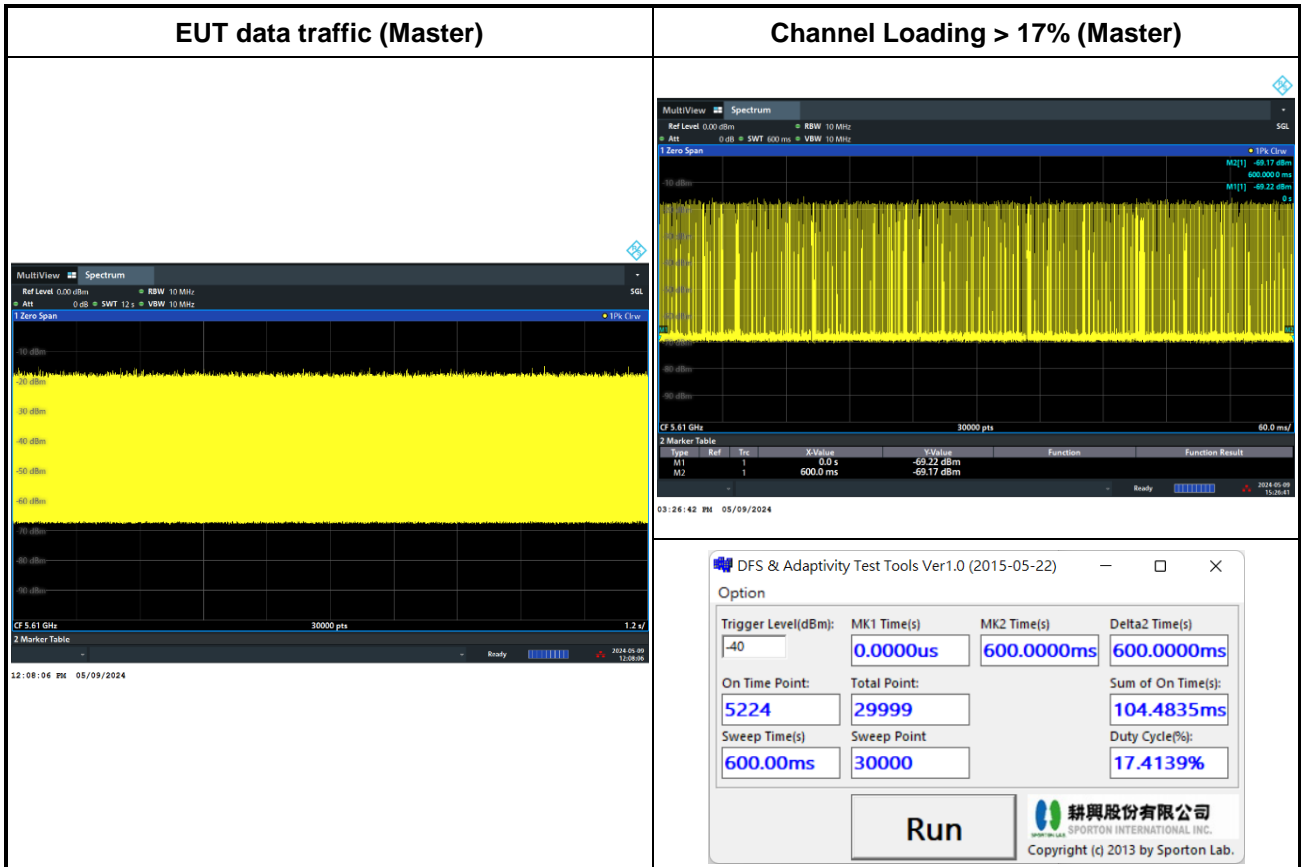 EUT data traffic (Master)
Channel Loading > 17% (Master)
MultiView Spectrum
Ref Level 0.00 dBm RBW 10 MHz SGL
Att 0 dB SWT 12 s VBW 10 MHz
1 Zero Span 1Pk Clrw
-10 dBm
-20 dBm
-30 dBm
-40 dBm
-50 dBm
-60 dBm
-70 dBm
-80 dBm
-90 dBm
CF 5.61 GHz 30000 pts 1.2 s/
2 Marker Table
Ready 2024-05-09
12:08:06
12:08:06 PM 05/09/2024
MultiView Spectrum
Ref Level 0.00 dBm RBW 10 MHz SGL
Att 0 dB SWT 600 ms VBW 10 MHz
1 Zero Span 1Pk Clrw
M2[1] -69.17 dBm
600.0000 ms
M1[1] -69.22 dBm
0 s
-10 dBm
-80 dBm
-90 dBm
CF 5.61 GHz 30000 pts 60.0 ms/
2 Marker Table
Type Ref Trc X-Value Y-Value Function Function Result
M1 1 0.0 s -69.22 dBm
M2 1 600.0 ms -69.17 dBm
Ready 2024-05-09
15:26:41
03:26:42 PM 05/09/2024
DFS & Adaptivity Test Tools Ver1.0 (2015-05-22)
Option
Trigger Level(dBm): MK1 Time(s) MK2 Time(s) Delta2 Time(s)
-40 0.0000us 600.0000ms 600.0000ms
On Time Point: Total Point: Sum of On Time(s):
5224 29999 104.4835ms
Sweep Time(s) Sweep Point Duty Cycle(%):
600.00ms 30000 17.4139%
Run
耕興股份有限公司
SPORTON LAB. SPORTON INTERNATIONAL INC.
Copyright (c) 2013 by Sporton Lab.